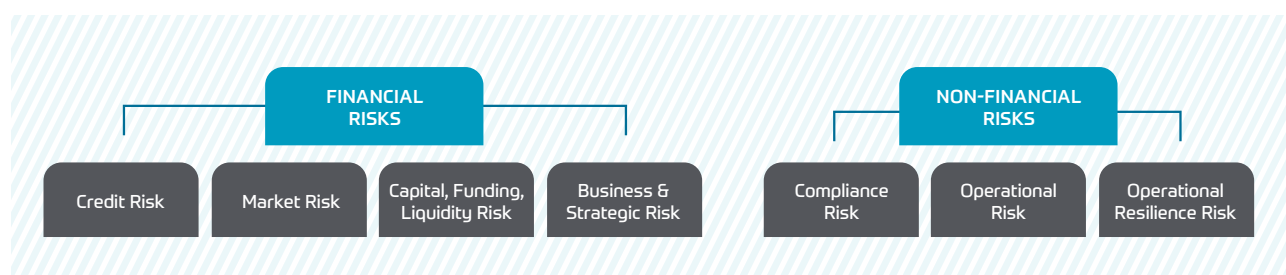 FINANCIAL
RISKS
NON-FINANCIAL
RISKS
Credit Risk
Market Risk
Capital, Funding,
Liquidity Risk
Business &
Strategic Risk
Compliance
Risk
Operational
Risk
Operational
Resilience Risk